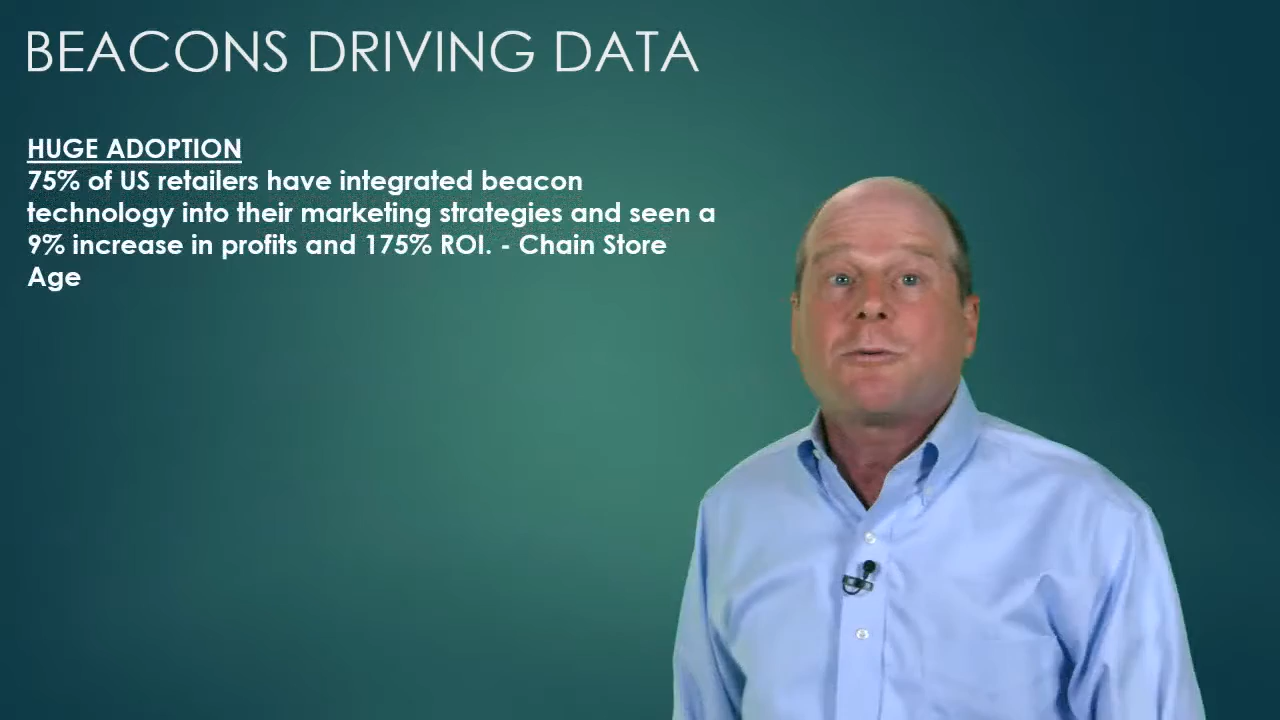 BEACONS DRIVING DATA
HUGE ADOPTION
75% of US retailers have integrated beacon
technology into their marketing strategies and seen a
9% increase in profits and 175% ROI. - Chain Store
Age